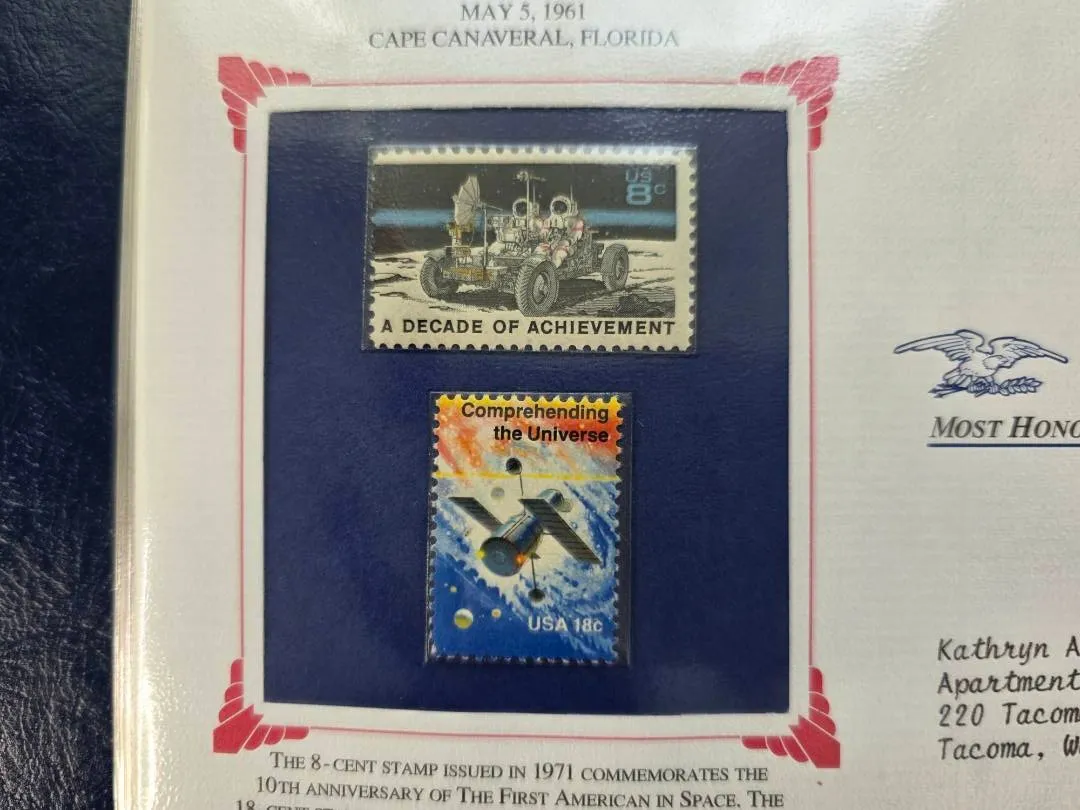 MAY 5, 1961
CAPE CANAVERAL, FLORIDA
US
8c
A DECADE OF ACHIEVEMENT
Comprehending
the Universe
USA 18c
MOST HONO
Kathryn A
Apartment
220 Tacom
Tacoma, W
THE 8-CENT STAMP ISSUED IN 1971 COMMEMORATES THE
10TH ANNIVERSARY OF THE FIRST AMERICAN IN SPACE. THE